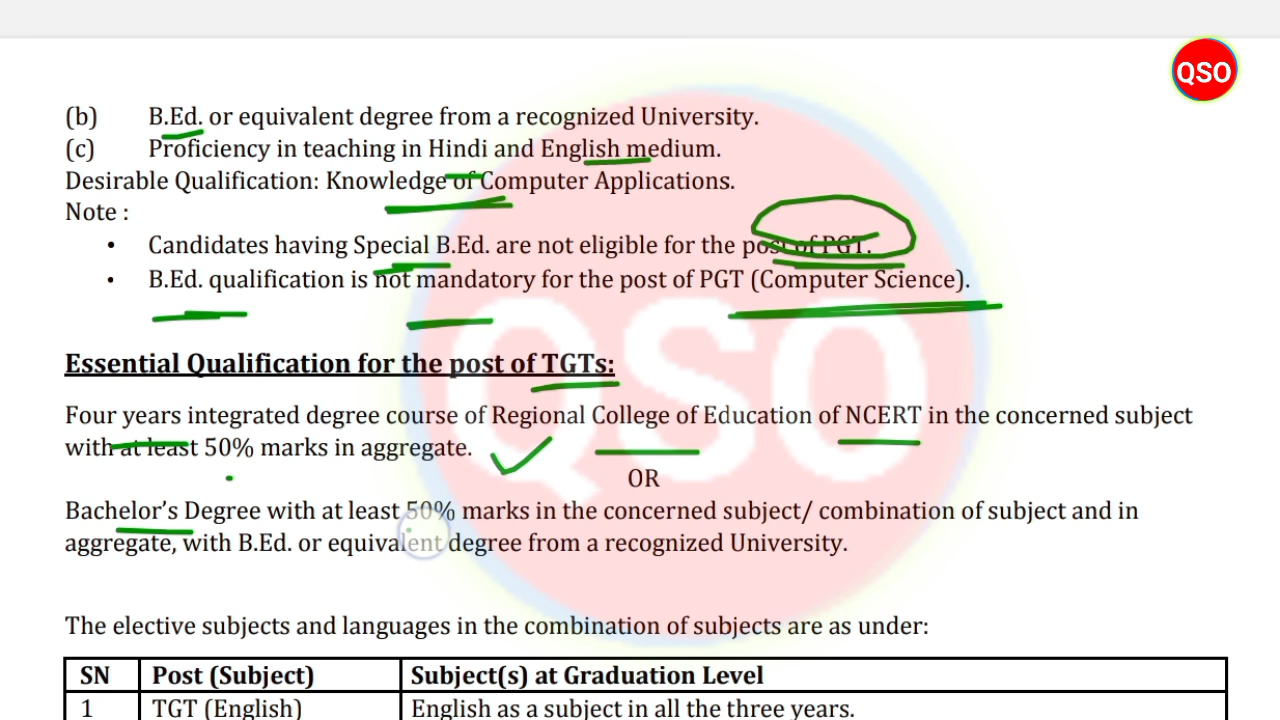 QSO
(b) B.Ed. or equivalent degree from a recognized University.
(c) Proficiency in teaching in Hindi and English medium.
Desirable Qualification: Knowledge of Computer Applications.
Note :
• Candidates having Special B.Ed. are not eligible for the post of PGT.
• B.Ed. qualification is not mandatory for the post of PGT (Computer Science).
QSO
Essential Qualification for the post of TGTs:
Four years integrated degree course of Regional College of Education of NCERT in the concerned subject
with at least 50% marks in aggregate.
OR
Bachelor’s Degree with at least 50% marks in the concerned subject/ combination of subject and in
aggregate, with B.Ed. or equivalent degree from a recognized University.
The elective subjects and languages in the combination of subjects are as under:
SN Post (Subject) Subject(s) at Graduation Level
1 TGT (English) English as a subject in all the three years.